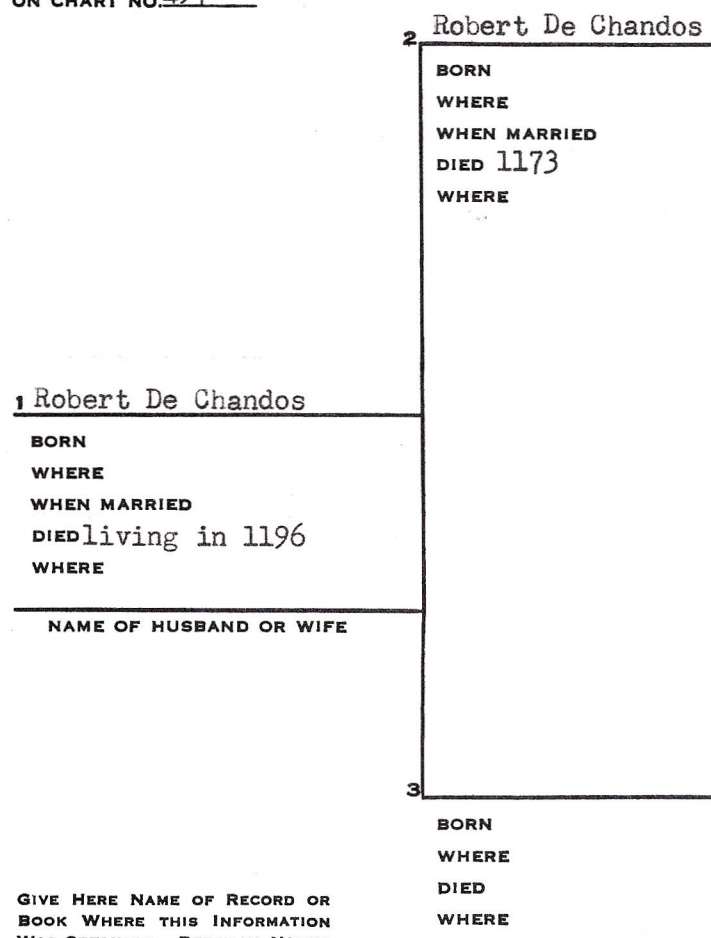 ON CHART NO.
2 Robert De Chandos
BORN
WHERE
WHEN MARRIED
DIED 1173
WHERE
1 Robert De Chandos
BORN
WHERE
WHEN MARRIED
DIED living in 1196
WHERE
NAME OF HUSBAND OR WIFE
3
BORN
WHERE
DIED
WHERE
GIVE HERE NAME OF RECORD OR
BOOK WHERE THIS INFORMATION